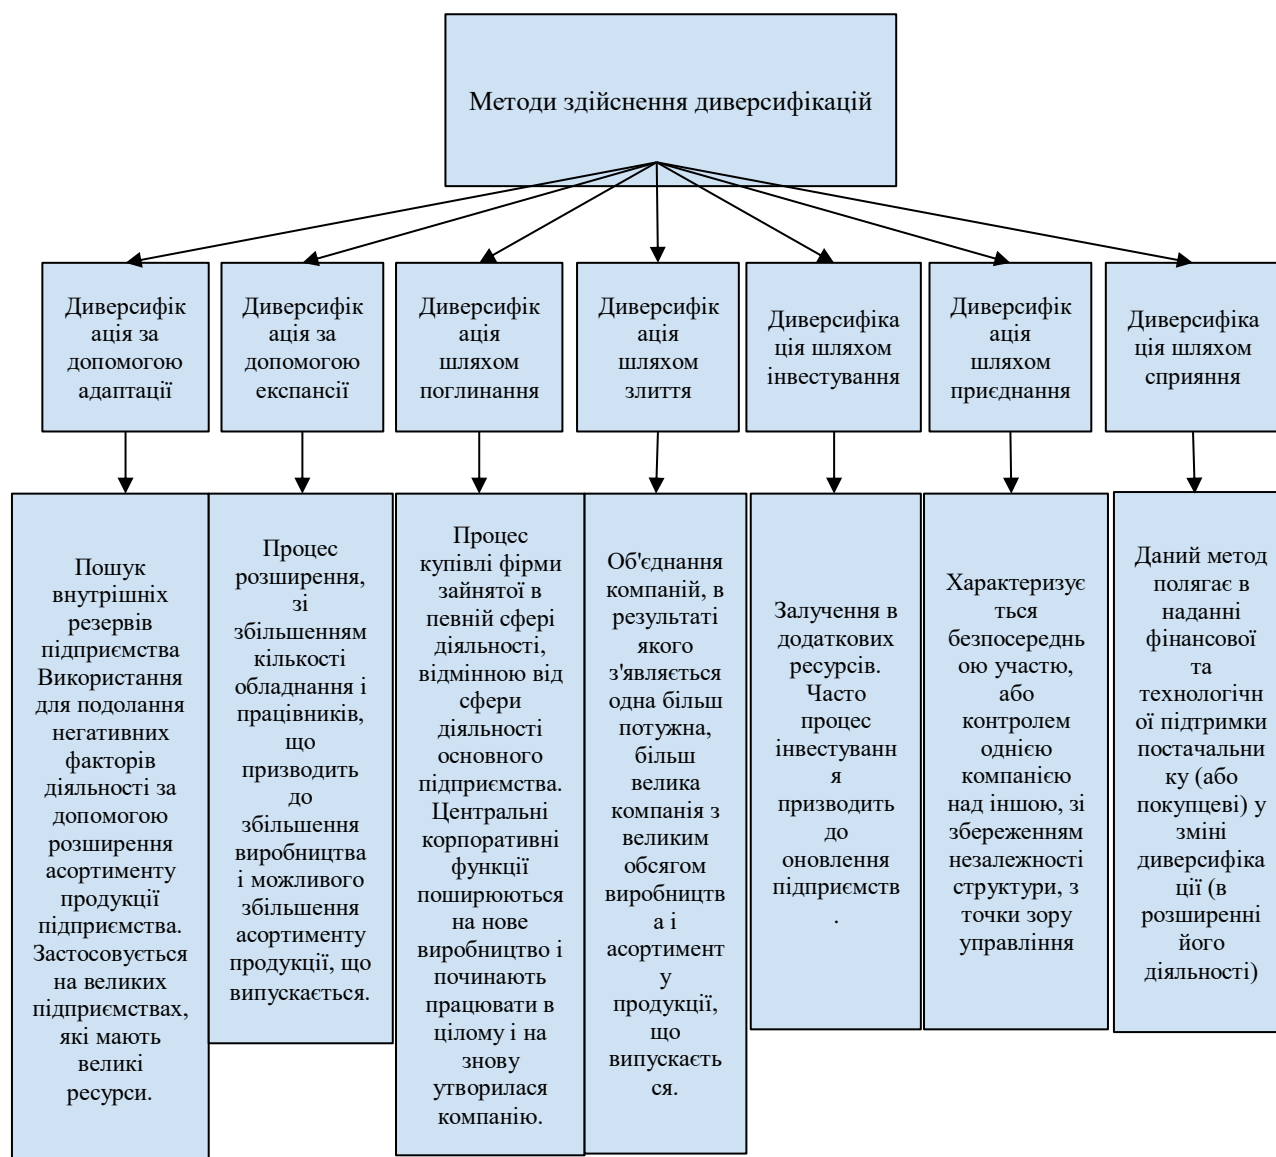 Методи здійснення диверсифікацій
Диверсифік
ація за
допомогою
адаптації
Диверсифік
ація за
допомогою
експансії
Диверсифік
ація
шляхом
поглинання
Диверсифік
ація
шляхом
злиття
Диверсифіка
ція шляхом
інвестування
Диверсифік
ація
шляхом
приєднання
Диверсифіка
ція шляхом
сприяння
Пошук
внутрішніх
резервів
підприємства
Використання
для подолання
негативних
факторів
діяльності за
допомогою
розширення
асортименту
продукції
підприємства.
Застосовується
на великих
підприємствах,
які мають
великі
ресурси.
Процес
розширення,
зі
збільшенням
кількості
обладнання і
працівників,
що
призводить
до
збільшення
виробництва
і можливого
збільшення
асортименту
продукції, що
випускається.
Процес
купівлі фірми
зайнятої в
певній сфері
діяльності,
відмінною від
сфери
діяльності
основного
підприємства.
Центральні
корпоративні
функції
поширюються
на нове
виробництво і
починають
працювати в
цілому і на
знову
утворилася
компанію.
Об'єднання
компаній, в
результаті
якого
з'являється
одна більш
потужна,
більш
велика
компанія з
великим
обсягом
виробництв
а і
асортимент
у
продукції,
що
випускаєть
ся.
Залучення в
додаткових
ресурсів.
Часто
процес
інвестуванн
я
призводить
до
оновлення
підприємств
.
Характеризує
ться
безпосереднь
ою участю,
або
контролем
однією
компанією
над іншою, зі
збереженням
незалежності
структури, з
точки зору
управління
Даний метод
полягає в
наданні
фінансової
та
технологічн
ої підтримки
постачальни
ку (або
покупцеві) у
зміні
диверсифіка
ції (в
розширенні
його
діяльності)